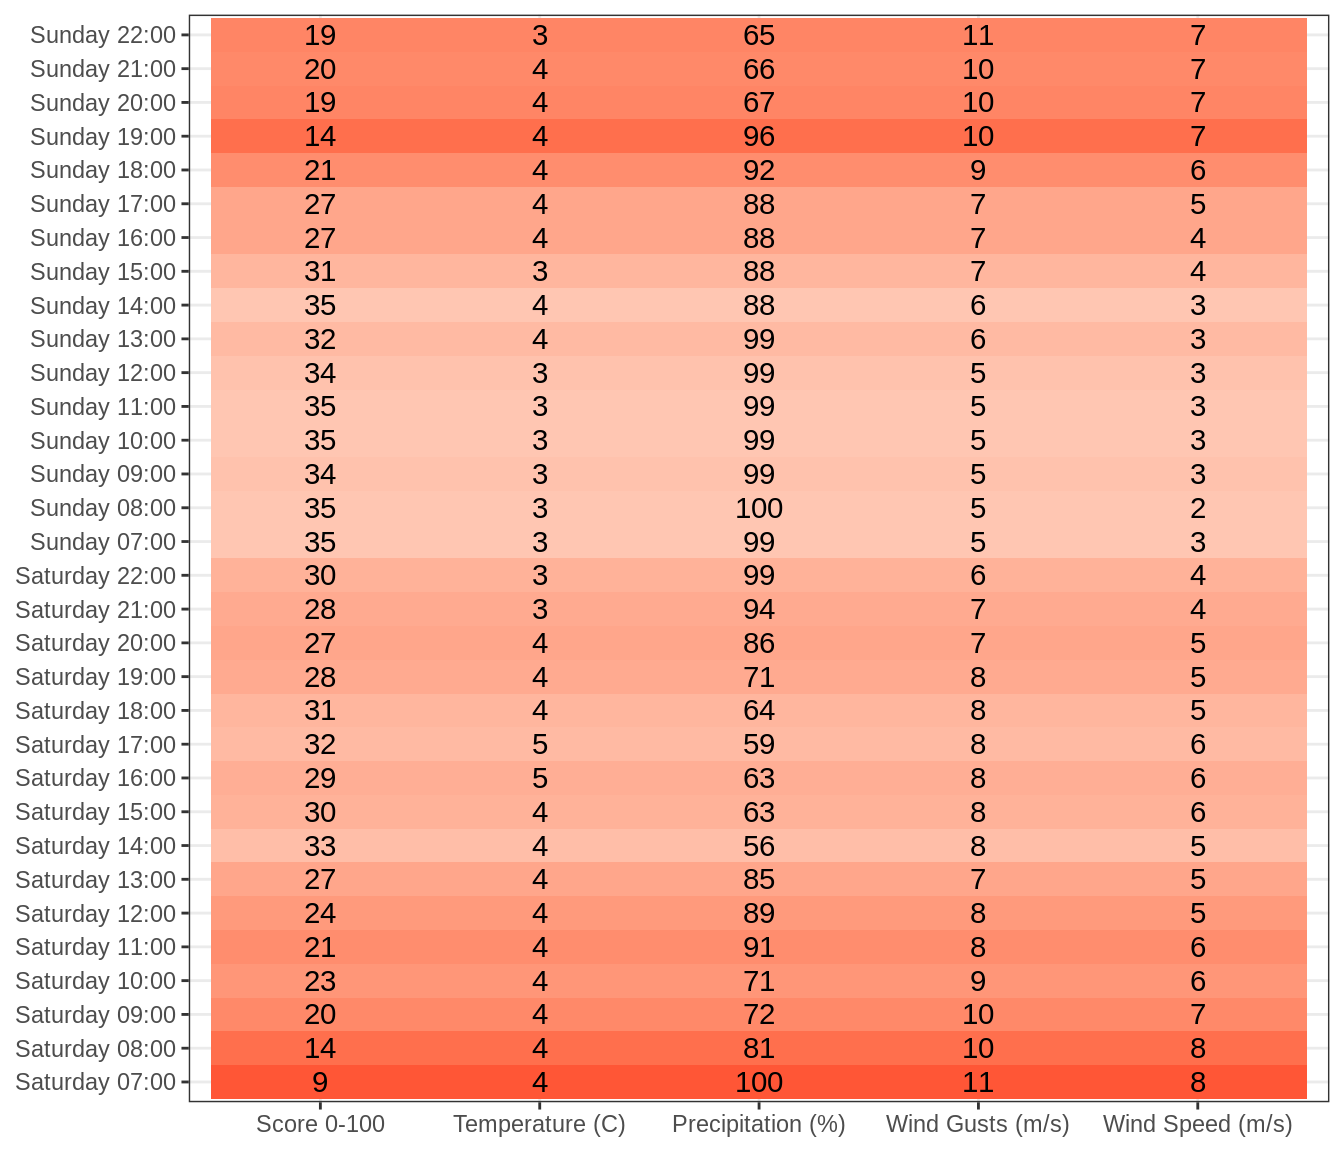 Sunday 22:00 19 3 65 11 7
Sunday 21:00 20 4 66 10 7
Sunday 20:00 19 4 67 10 7
Sunday 19:00 14 4 96 10 7
Sunday 18:00 21 4 92 9 6
Sunday 17:00 27 4 88 7 5
Sunday 16:00 27 4 88 7 4
Sunday 15:00 31 3 88 7 4
Sunday 14:00 35 4 88 6 3
Sunday 13:00 32 4 99 6 3
Sunday 12:00 34 3 99 5 3
Sunday 11:00 35 3 99 5 3
Sunday 10:00 35 3 99 5 3
Sunday 09:00 34 3 99 5 3
Sunday 08:00 35 3 100 5 2
Sunday 07:00 35 3 99 5 3
Saturday 22:00 30 3 99 6 4
Saturday 21:00 28 3 94 7 4
Saturday 20:00 27 4 86 7 5
Saturday 19:00 28 4 71 8 5
Saturday 18:00 31 4 64 8 5
Saturday 17:00 32 5 59 8 6
Saturday 16:00 29 5 63 8 6
Saturday 15:00 30 4 63 8 6
Saturday 14:00 33 4 56 8 5
Saturday 13:00 27 4 85 7 5
Saturday 12:00 24 4 89 8 5
Saturday 11:00 21 4 91 8 6
Saturday 10:00 23 4 71 9 6
Saturday 09:00 20 4 72 10 7
Saturday 08:00 14 4 81 10 8
Saturday 07:00 9 4 100 11 8
Score 0-100 Temperature (C) Precipitation (%) Wind Gusts (m/s) Wind Speed (m/s)